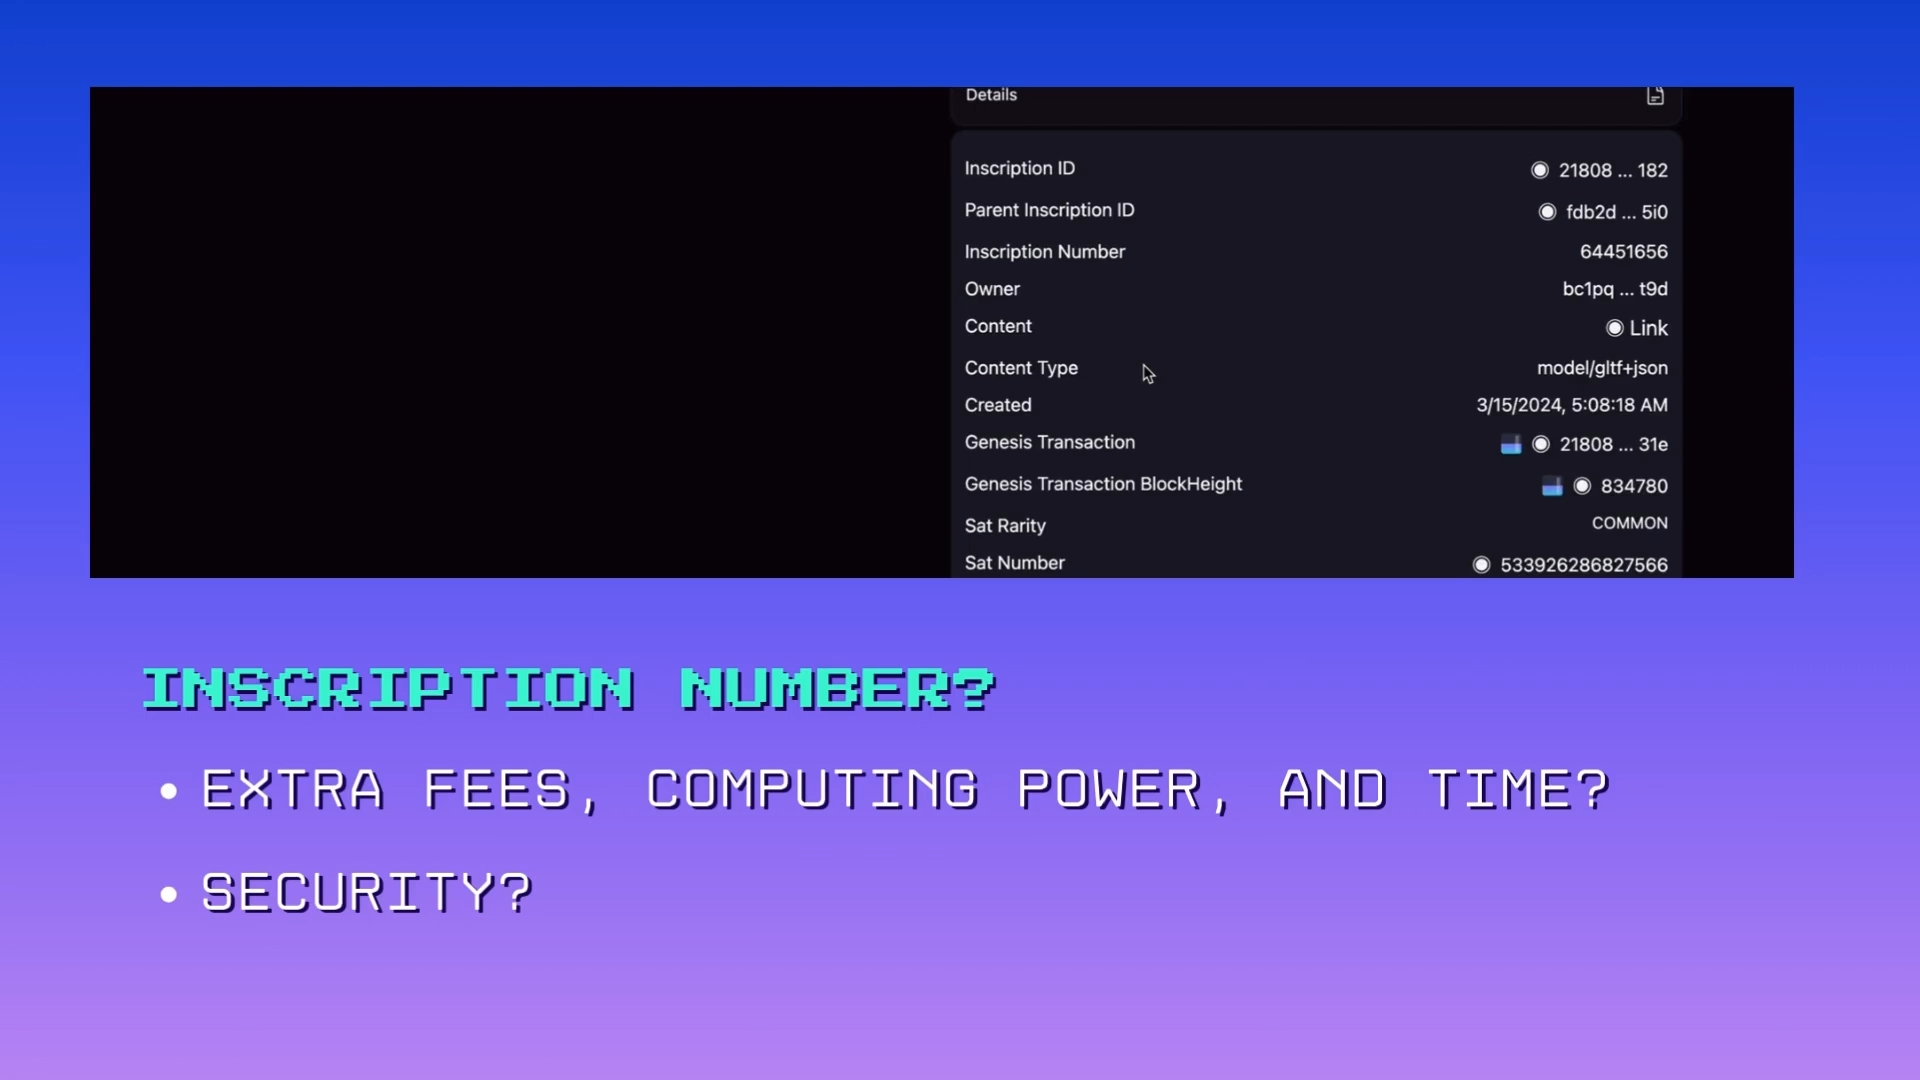 Details
Inscription ID 21808 ... 182
Parent Inscription ID fdb2d ... 5i0
Inscription Number 64451656
Owner bc1pq ... t9d
Content Link
Content Type model/gltf+json
Created 3/15/2024, 5:08:18 AM
Genesis Transaction 21808 ... 31e
Genesis Transaction BlockHeight 834780
Sat Rarity COMMON
Sat Number 533926286827566
INSCRIPTION NUMBER?
• EXTRA FEES, COMPUTING POWER, AND TIME?
• SECURITY?